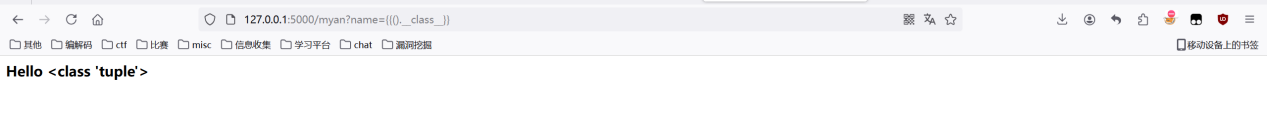 127.0.0.1:5000/myan?name={{().__class__}}
其他 编解码 ctf 比赛 misc 信息收集 学习平台 chat 漏洞挖掘 移动设备上的书签
Hello <class 'tuple'>